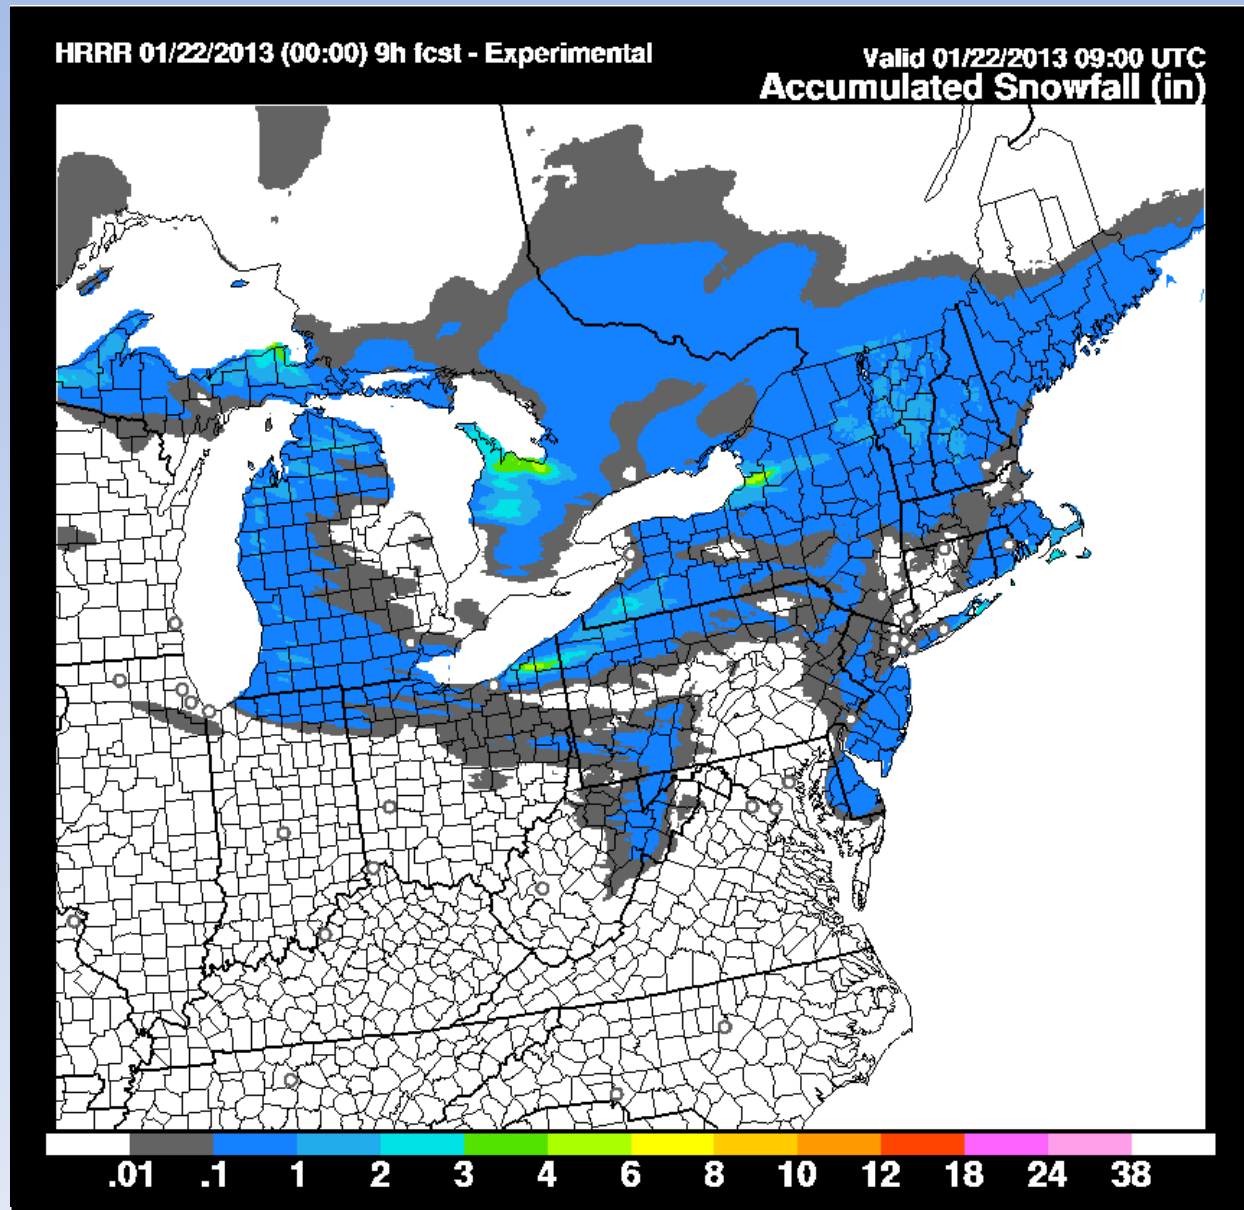 HRRR 01/22/2013 (00:00) 9h fcst - Experimental
Valid 01/22/2013 09:00 UTC
Accumulated Snowfall (in)
.01 .1 1 2 3 4 6 8 10 12 18 24 38